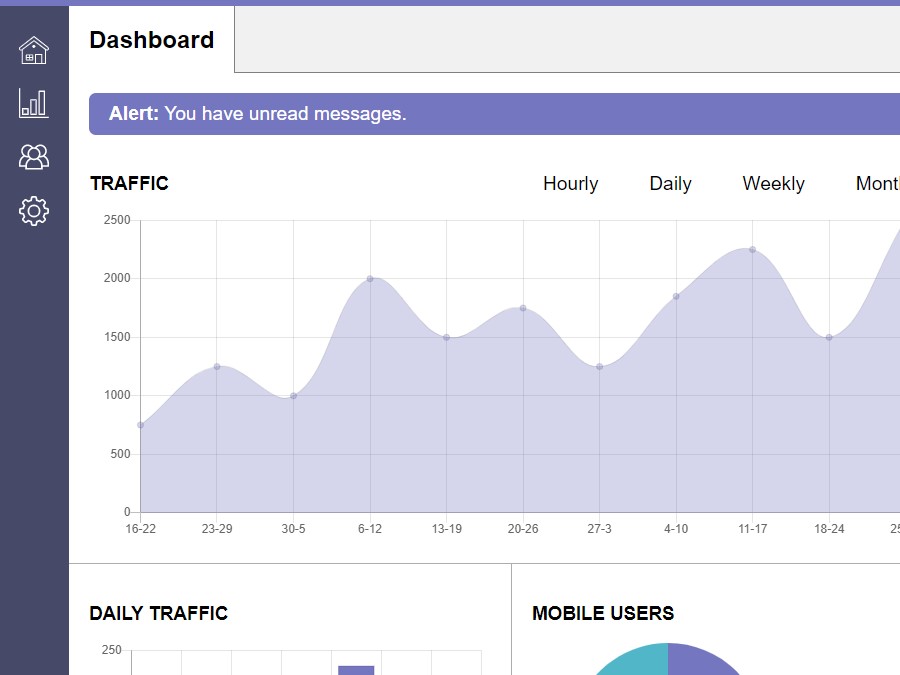 Dashboard
Alert: You have unread messages.
TRAFFIC
Hourly Daily Weekly
2500
2000
1500
1000
500
0
16-22 23-29 30-5 6-12 13-19 20-26 27-3 4-10 11-17 18-24
DAILY TRAFFIC
MOBILE USERS
250